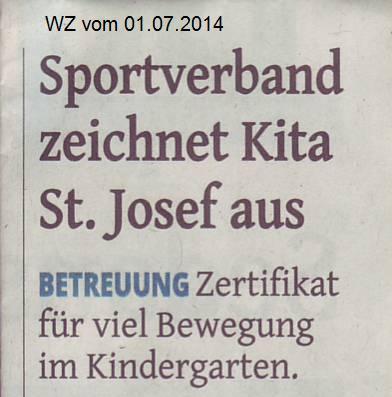 WZ vom 01.07.2014
Sportverband
zeichnet Kita
St. Josef aus
BETREUUNG Zertifikat
für viel Bewegung
im Kindergarten.